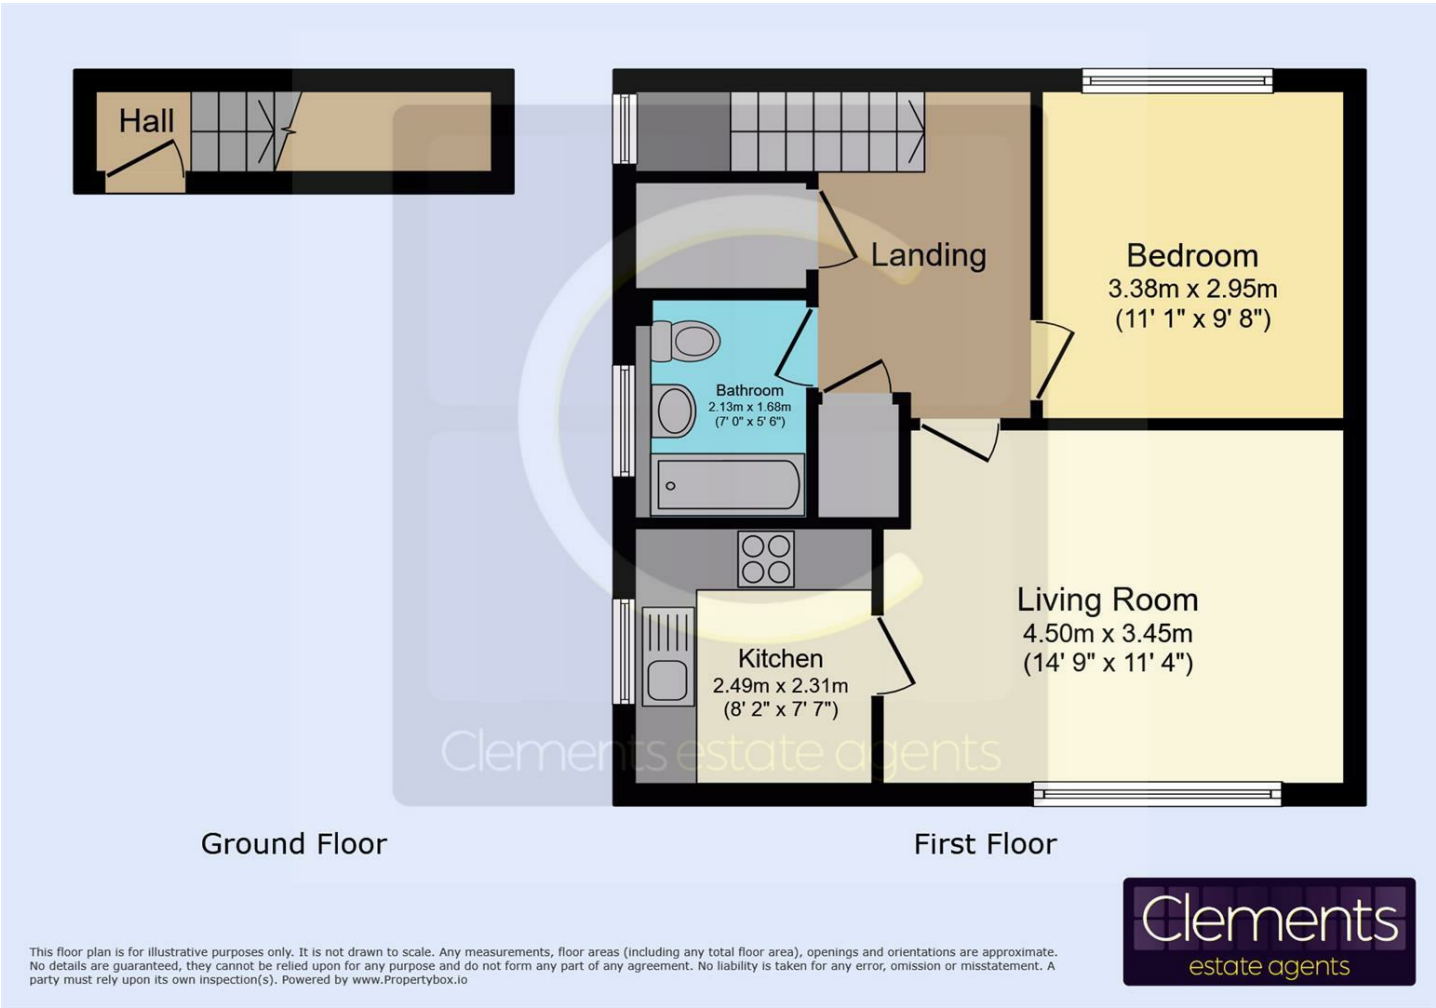 Hall
Landing
Bedroom
3.38m x 2.95m
(11' 1" x 9' 8")
Bathroom
2.13m x 1.68m
(7' 0" x 5' 6")
Living Room
4.50m x 3.45m
(14' 9" x 11' 4")
Kitchen
2.49m x 2.31m
(8' 2" x 7' 7")
Clements estate agents
Ground Floor
First Floor
Clements
estate agents
This floor plan is for illustrative purposes only. It is not drawn to scale. Any measurements, floor areas (including any total floor area), openings and orientations are approximate.
No details are guaranteed, they cannot be relied upon for any purpose and do not form any part of any agreement. No liability is taken for any error, omission or misstatement. A
party must rely upon its own inspection(s). Powered by www.Propertybox.io